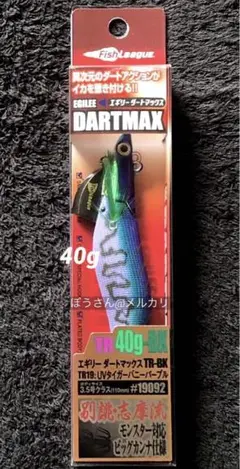 FishLeague
異次元のダートアクションが
イカを惹き付ける!!
EGILEE エギリー ダートマックス
DARTMAX
40g
ぼうさん@メルカリ
TR 40g-BK
エギリー ダートマックス TR-BK
TR19: UVタイガーバニーパープル
3.5号クラス(110mm) #19092
別跳・志摩流
モンスター対応
ビッグカンナ仕様